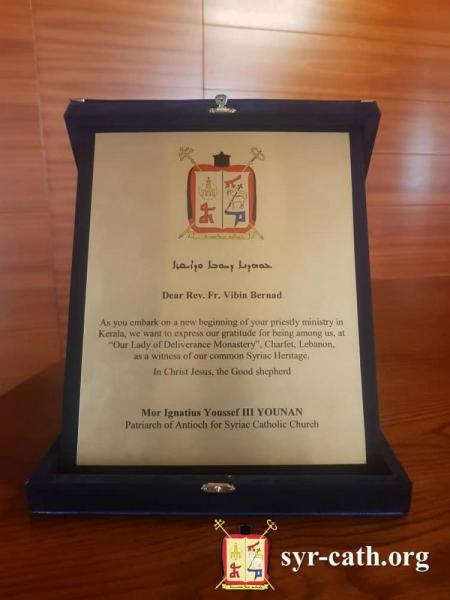 Dear Rev. Fr. Vibin Bernad
As you embark on a new beginning of your priestly ministry in
Kerala, we want to express our gratitude for being among us, at
“Our Lady of Deliverance Monastery”, Charfet, Lebanon,
as a witness of our common Syriac Heritage.
In Christ Jesus, the Good shepherd
Mor Ignatius Youssef III YOUNAN
Patriarch of Antioch for Syriac Catholic Church
syr-cath.org